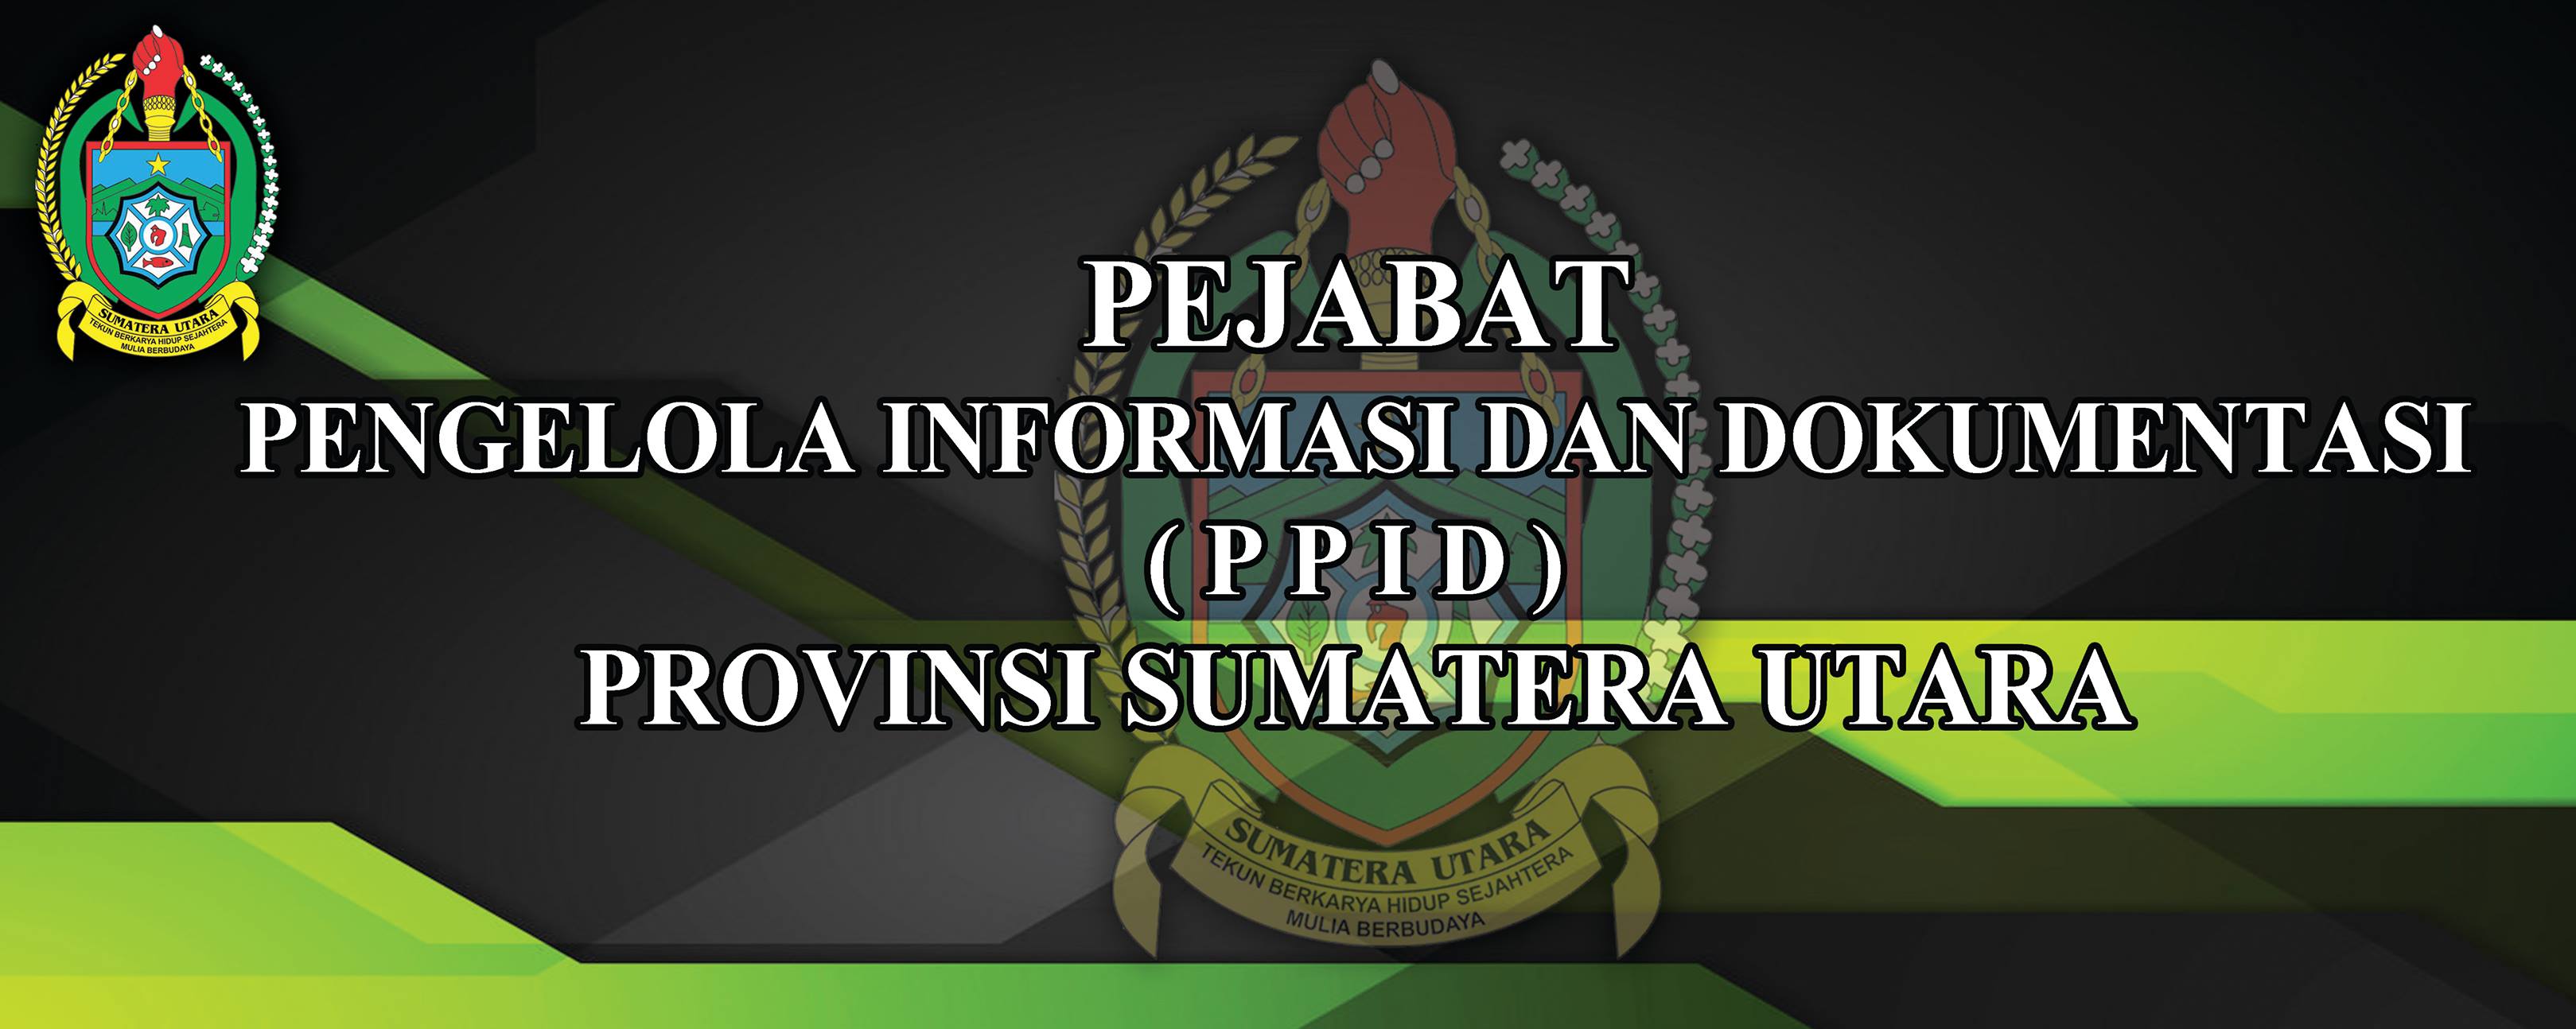 SUMATERA UTARA
TEKUN BERKARYA HIDUP SEJAHTERA
MULIA BERBUDAYA
PEJABAT
PENGELOLA INFORMASI DAN DOKUMENTASI
( P P I D )
PROVINSI SUMATERA UTARA
SUMATERA UTARA
TEKUN BERKARYA HIDUP SEJAHTERA
MULIA BERBUDAYA